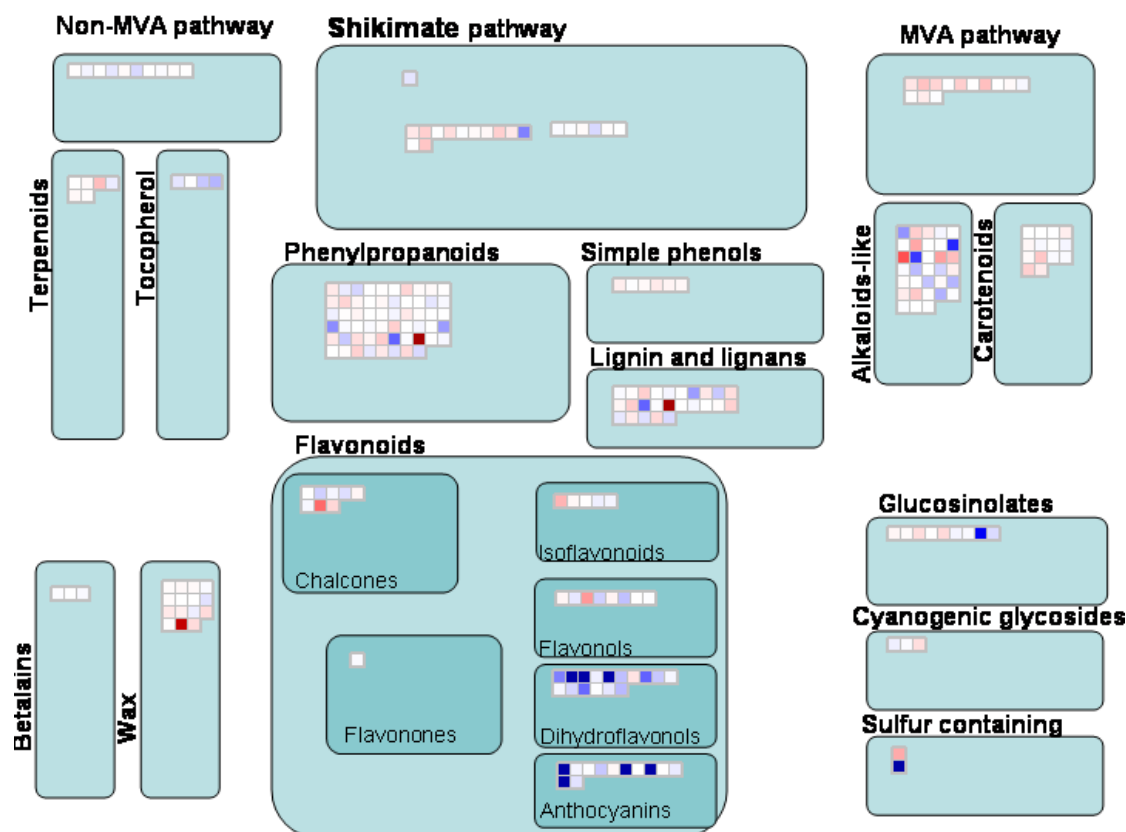 Non-MVA pathway
Shikimate pathway
MVA pathway
Terpenoids
Tocopherol
Phenylpropanoids
Simple phenols
Alkaloids-like
Carotenoids
Lignin and lignans
Flavonoids
Chalcones
Isoflavonoids
Flavonols
Flavonones
Dihydroflavonols
Anthocyanins
Glucosinolates
Cyanogenic glycosides
Sulfur containing
Betalains
Wax